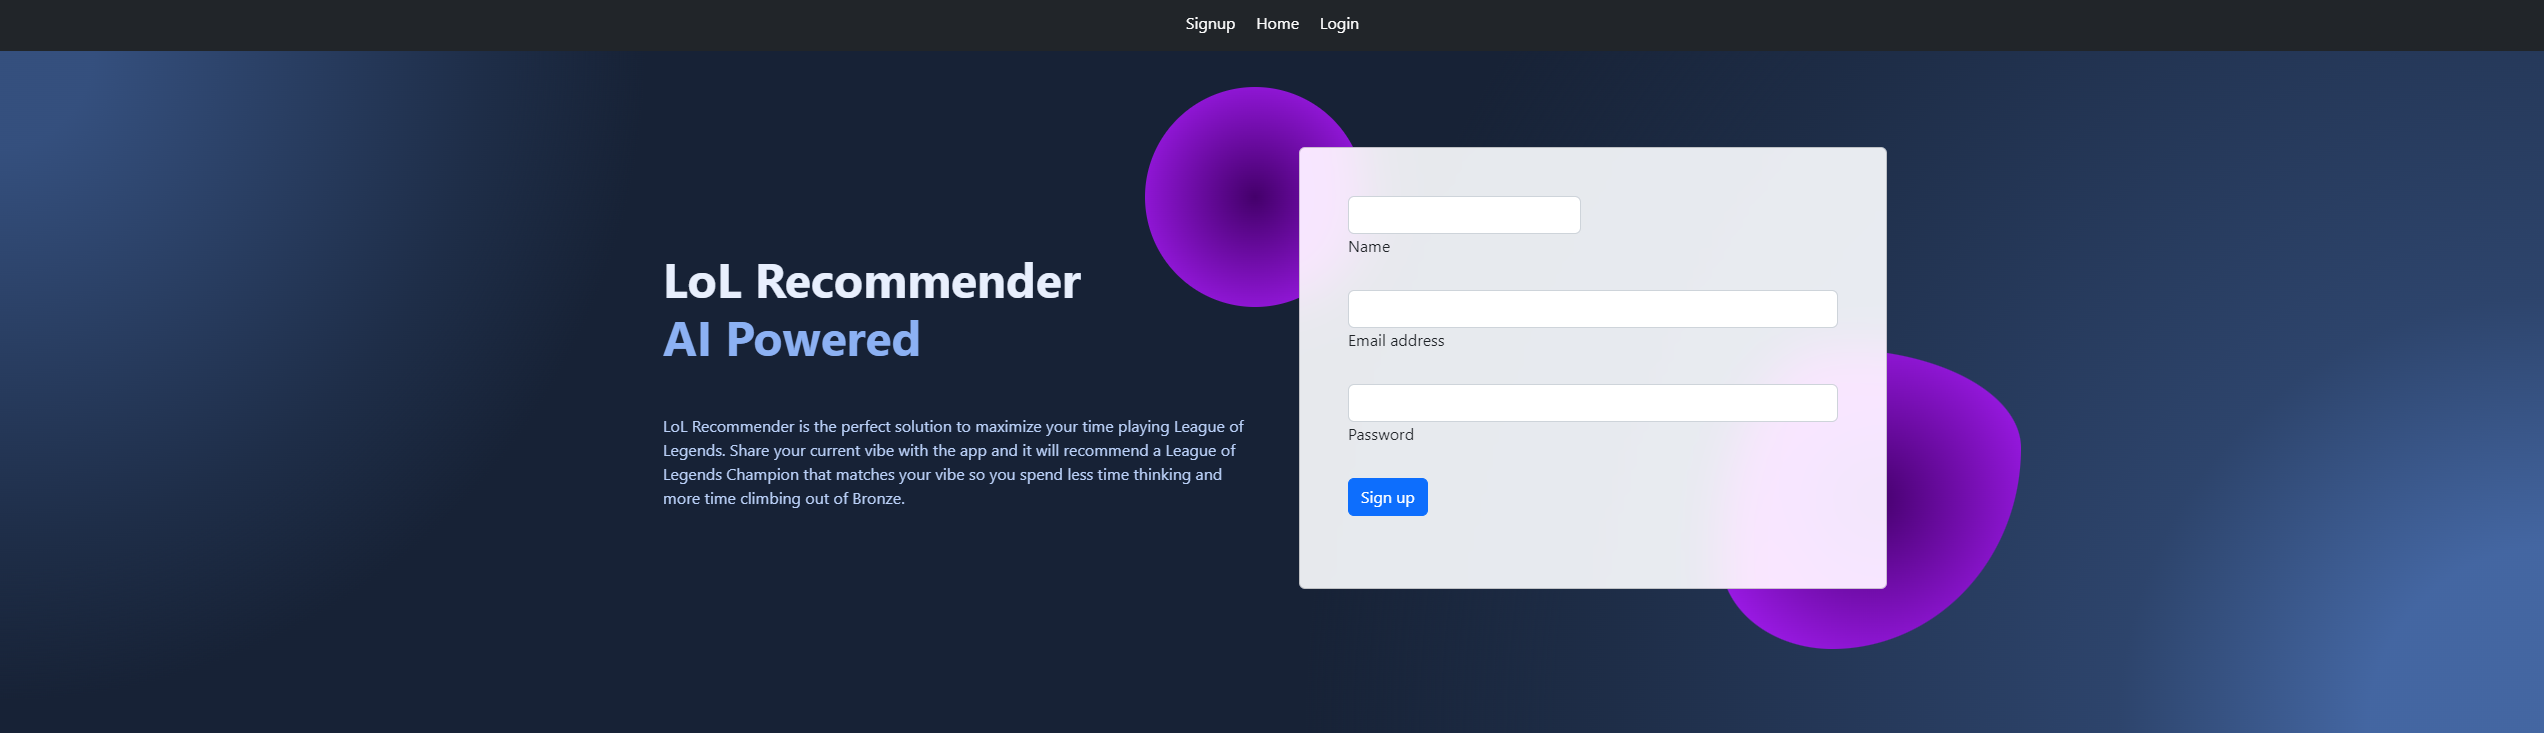 Signup Home Login
LoL Recommender
AI Powered
LoL Recommender is the perfect solution to maximize your time playing League of
Legends. Share your current vibe with the app and it will recommend a League of
Legends Champion that matches your vibe so you spend less time thinking and
more time climbing out of Bronze.
Name
Email address
Password
Sign up